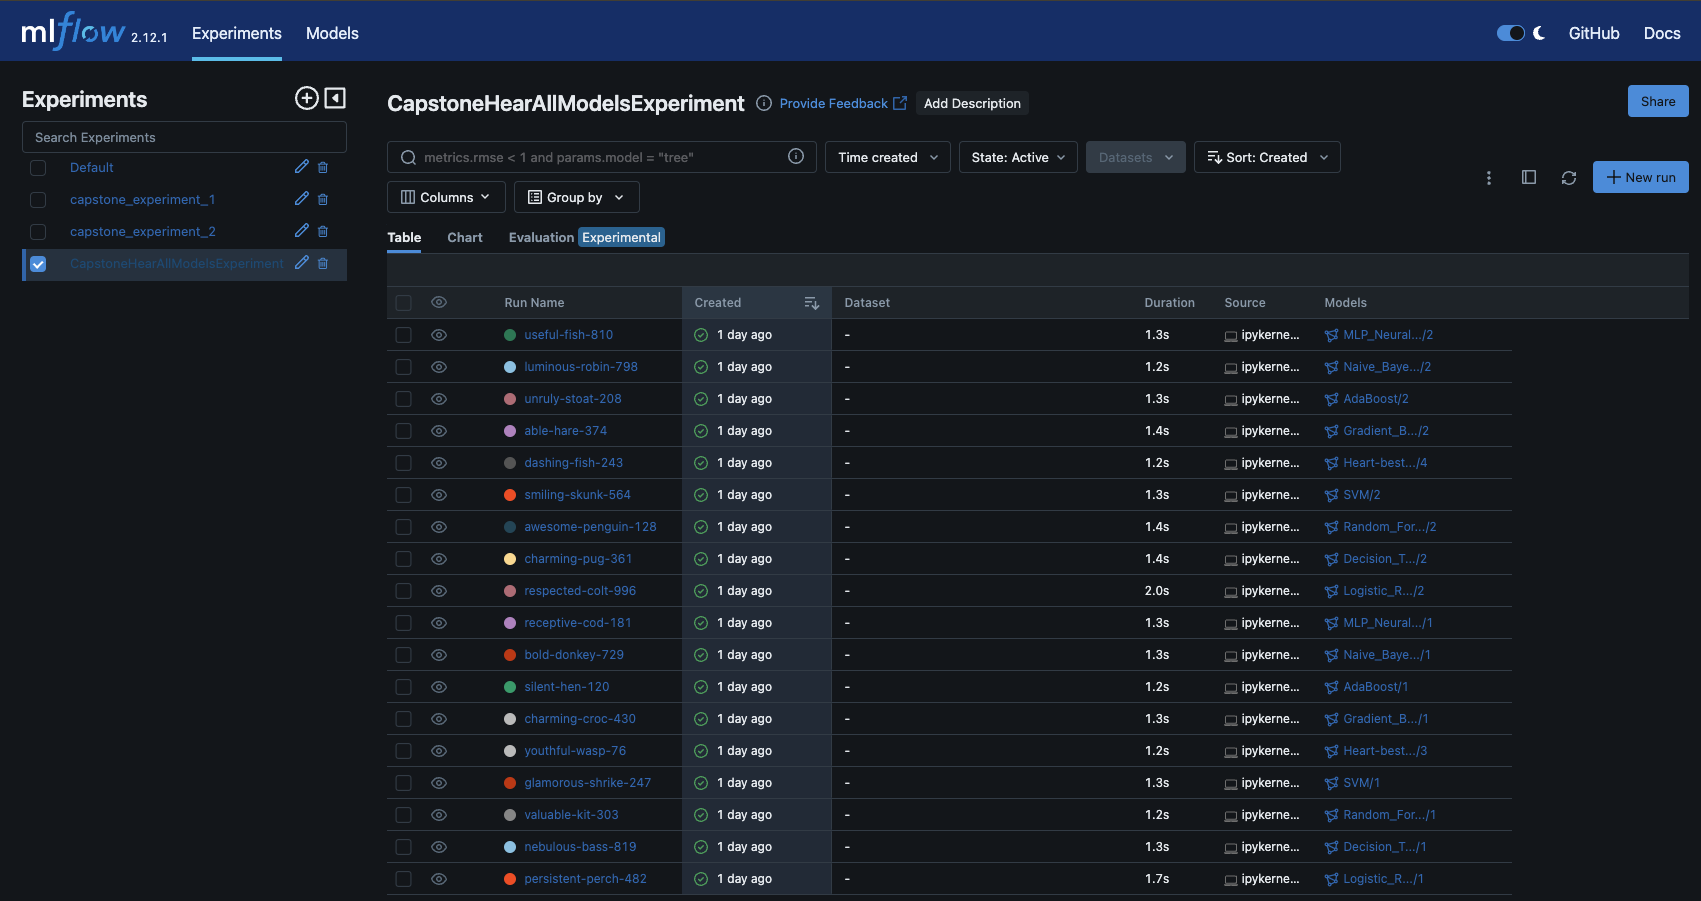 mlflow 2.12.1 Experiments Models GitHub Docs
Experiments
Search Experiments
Default
capstone_experiment_1
capstone_experiment_2
CapstoneHearAllModelsExperiment
CapstoneHearAllModelsExperiment Provide Feedback Add Description Share
metrics.rmse < 1 and params.model = "tree" Time created State: Active Datasets Sort: Created
Columns Group by New run
Table Chart Evaluation Experimental
Run Name Created Dataset Duration Source Models
useful-fish-810 1 day ago - 1.3s ipykerne... MLP_Neural.../2
luminous-robin-798 1 day ago - 1.2s ipykerne... Naive_Baye.../2
unruly-stoat-208 1 day ago - 1.3s ipykerne... AdaBoost/2
able-hare-374 1 day ago - 1.4s ipykerne... Gradient_B.../2
dashing-fish-243 1 day ago - 1.2s ipykerne... Heart-best.../4
smiling-skunk-564 1 day ago - 1.3s ipykerne... SVM/2
awesome-penguin-128 1 day ago - 1.4s ipykerne... Random_For.../2
charming-pug-361 1 day ago - 1.4s ipykerne... Decision_T.../2
respected-colt-996 1 day ago - 2.0s ipykerne... Logistic_R.../2
receptive-cod-181 1 day ago - 1.3s ipykerne... MLP_Neural.../1
bold-donkey-729 1 day ago - 1.3s ipykerne... Naive_Baye.../1
silent-hen-120 1 day ago - 1.2s ipykerne... AdaBoost/1
charming-croc-430 1 day ago - 1.3s ipykerne... Gradient_B.../1
youthful-wasp-76 1 day ago - 1.2s ipykerne... Heart-best.../3
glamorous-shrike-247 1 day ago - 1.3s ipykerne... SVM/1
valuable-kit-303 1 day ago - 1.2s ipykerne... Random_For.../1
nebulous-bass-819 1 day ago - 1.3s ipykerne... Decision_T.../1
persistent-perch-482 1 day ago - 1.7s ipykerne... Logistic_R.../1